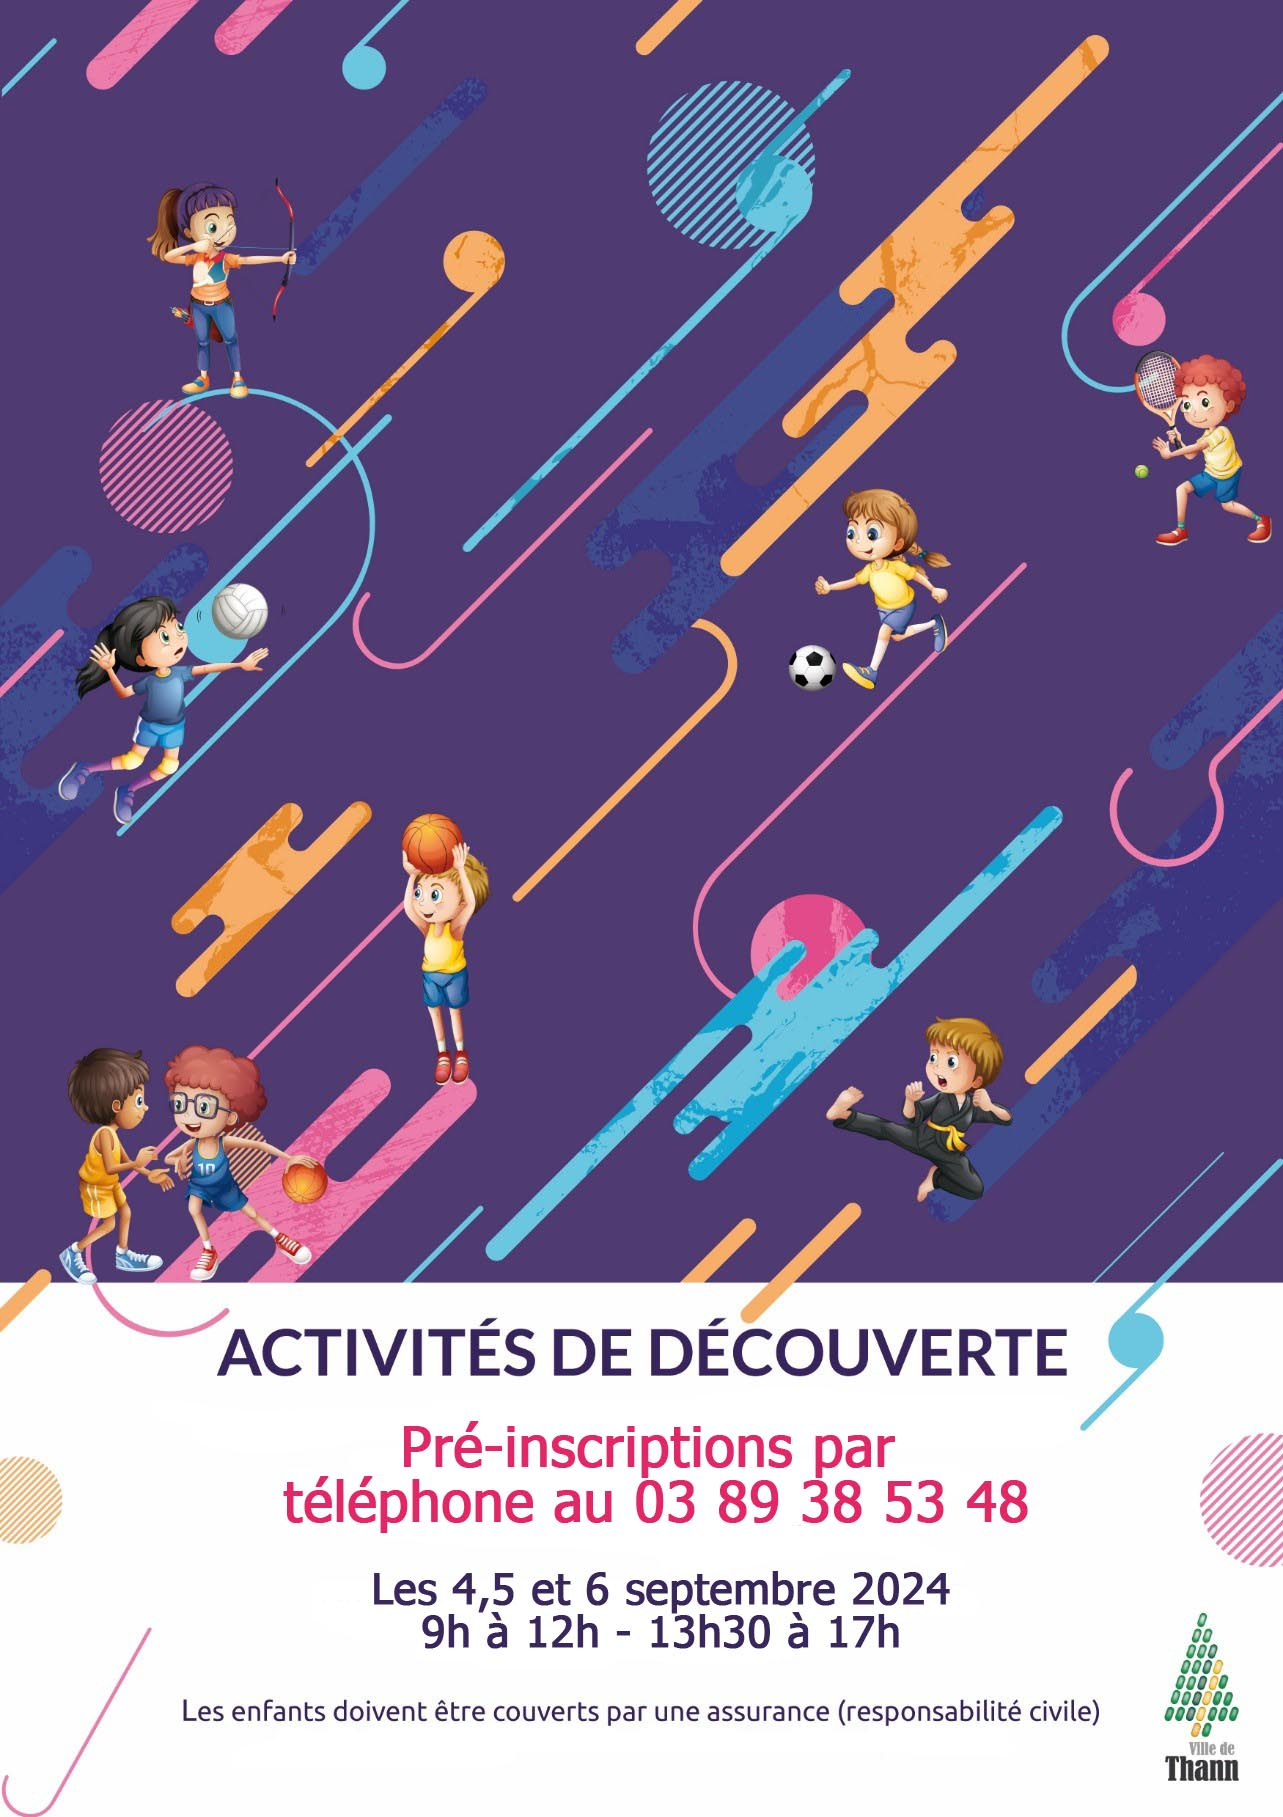 10
ACTIVITÉS DE DÉCOUVERTE
Pré-inscriptions par
téléphone au 03 89 38 53 48
Les 4,5 et 6 septembre 2024
9h à 12h - 13h30 à 17h
Les enfants doivent être couverts par une assurance (responsabilité civile)
Ville de
Thann